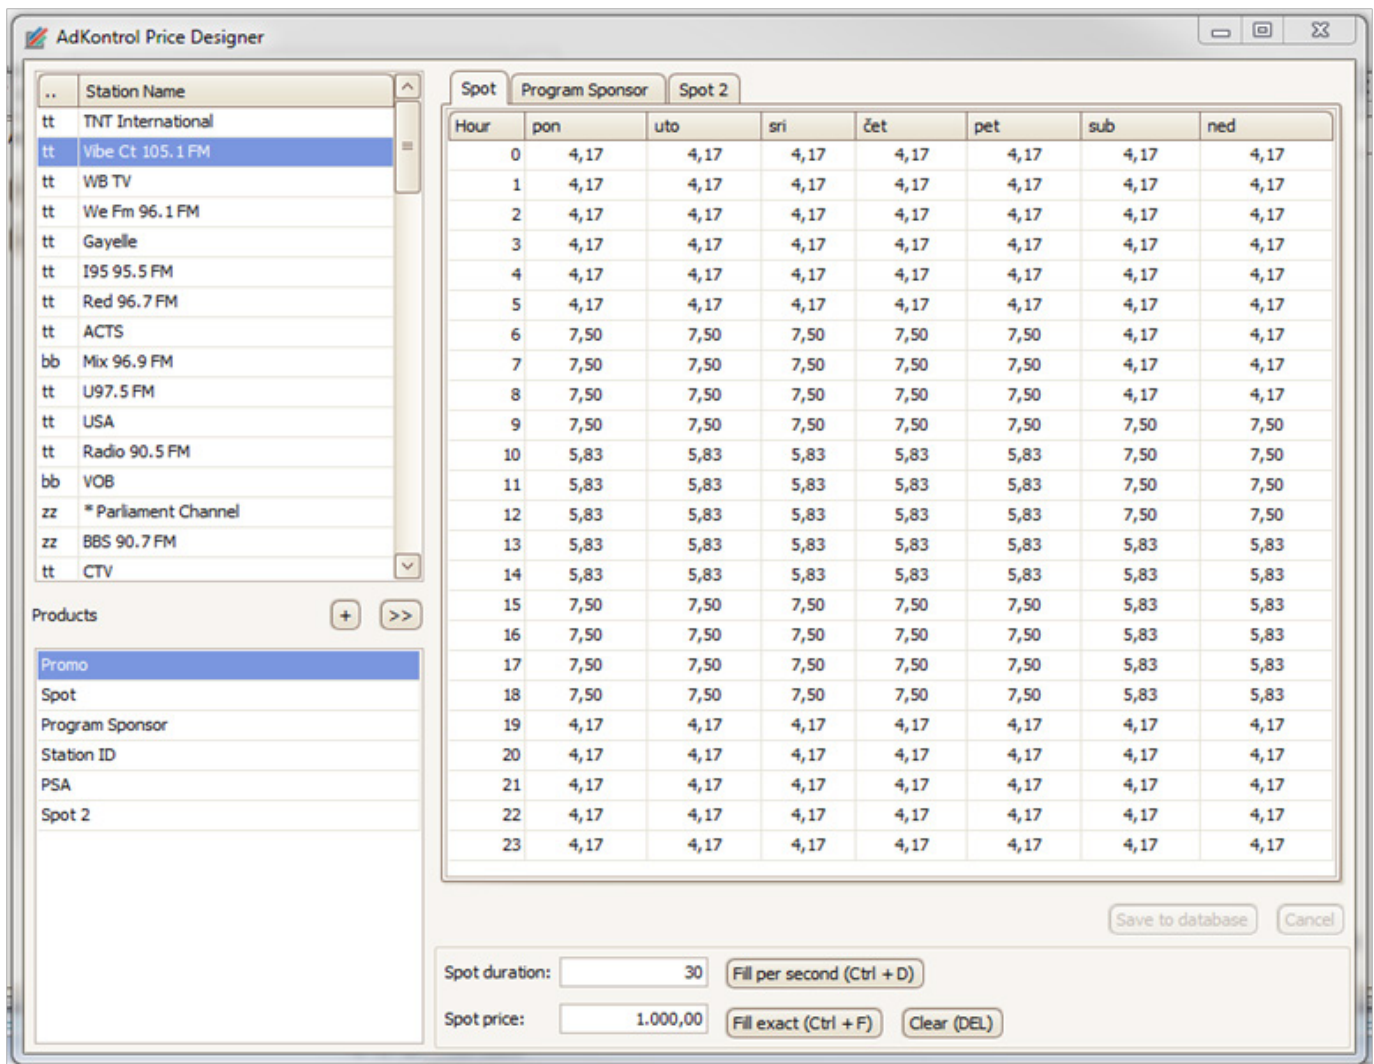 AdKontrol Price Designer
.. Station Name
tt TNT International
tt Vibe Ct 105.1 FM
tt WB TV
tt We Fm 96.1 FM
tt Gayelle
tt I95 95.5 FM
tt Red 96.7 FM
tt ACTS
bb Mix 96.9 FM
tt U97.5 FM
tt USA
tt Radio 90.5 FM
bb VOB
zz * Parliament Channel
zz BBS 90.7 FM
tt CTV
Products + >>
Promo
Spot
Program Sponsor
Station ID
PSA
Spot 2
Spot Program Sponsor Spot 2
Hour pon uto sri čet pet sub ned
0 4,17 4,17 4,17 4,17 4,17 4,17 4,17
1 4,17 4,17 4,17 4,17 4,17 4,17 4,17
2 4,17 4,17 4,17 4,17 4,17 4,17 4,17
3 4,17 4,17 4,17 4,17 4,17 4,17 4,17
4 4,17 4,17 4,17 4,17 4,17 4,17 4,17
5 4,17 4,17 4,17 4,17 4,17 4,17 4,17
6 7,50 7,50 7,50 7,50 7,50 4,17 4,17
7 7,50 7,50 7,50 7,50 7,50 4,17 4,17
8 7,50 7,50 7,50 7,50 7,50 4,17 4,17
9 7,50 7,50 7,50 7,50 7,50 7,50 7,50
10 5,83 5,83 5,83 5,83 5,83 7,50 7,50
11 5,83 5,83 5,83 5,83 5,83 7,50 7,50
12 5,83 5,83 5,83 5,83 5,83 7,50 7,50
13 5,83 5,83 5,83 5,83 5,83 5,83 5,83
14 5,83 5,83 5,83 5,83 5,83 5,83 5,83
15 7,50 7,50 7,50 7,50 7,50 5,83 5,83
16 7,50 7,50 7,50 7,50 7,50 5,83 5,83
17 7,50 7,50 7,50 7,50 7,50 5,83 5,83
18 7,50 7,50 7,50 7,50 7,50 5,83 5,83
19 4,17 4,17 4,17 4,17 4,17 4,17 4,17
20 4,17 4,17 4,17 4,17 4,17 4,17 4,17
21 4,17 4,17 4,17 4,17 4,17 4,17 4,17
22 4,17 4,17 4,17 4,17 4,17 4,17 4,17
23 4,17 4,17 4,17 4,17 4,17 4,17 4,17
Save to database Cancel
Spot duration: 30 Fill per second (Ctrl + D)
Spot price: 1.000,00 Fill exact (Ctrl + F) Clear (DEL)